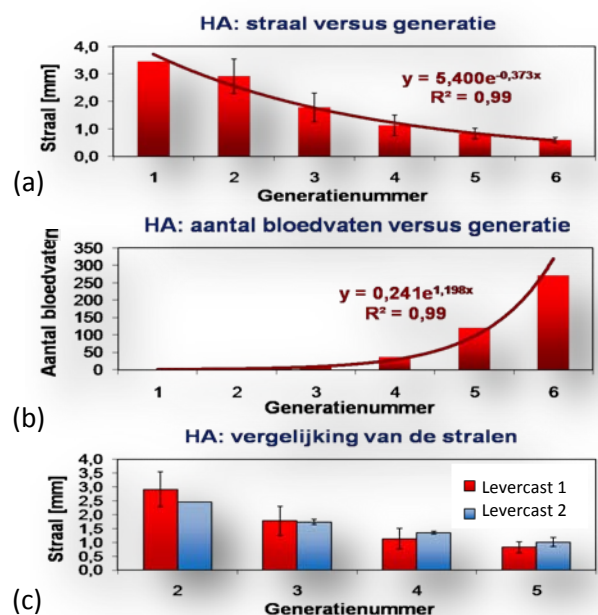 HA: straal versus generatie
Straal [mm]
4,0
3,0
2,0
1,0
0,0
y = 5,400e-0,373x
R² = 0,99
1 2 3 4 5 6
Generatienummer
(a)
HA: aantal bloedvaten versus generatie
Aantal bloedvaten
350
300
250
200
150
100
50
0
y = 0,241e1,198x
R² = 0,99
1 2 3 4 5 6
Generatienummer
(b)
HA: vergelijking van de stralen
Straal [mm]
4,0
3,5
3,0
2,5
2,0
1,5
1,0
0,5
0,0
Levercast 1
Levercast 2
2 3 4 5
Generatienummer
(c)